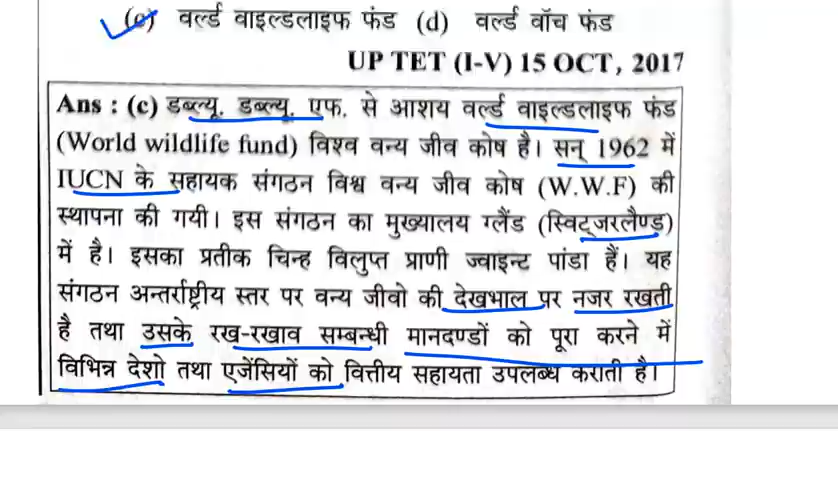 (c) वर्ल्ड वाइल्डलाइफ फंड (d) वर्ल्ड वॉच फंड
UP TET (I-V) 15 OCT, 2017
Ans : (c) डब्ल्यू. डब्ल्यू. एफ. से आशय वर्ल्ड वाइल्डलाइफ फंड
(World wildlife fund) विश्व वन्य जीव कोष है। सन् 1962 में
IUCN के सहायक संगठन विश्व वन्य जीव कोष (W.W.F) की
स्थापना की गयी। इस संगठन का मुख्यालय ग्लैंड (स्विट्जरलैण्ड)
में है। इसका प्रतीक चिन्ह विलुप्त प्राणी ज्वाइन्ट पांडा हैं। यह
संगठन अन्तर्राष्ट्रीय स्तर पर वन्य जीवो की देखभाल पर नजर रखती
है तथा उसके रख-रखाव सम्बन्धी मानदण्डों को पूरा करने में
विभिन्न देशो तथा एजेंसियों को वित्तीय सहायता उपलब्ध कराती है।